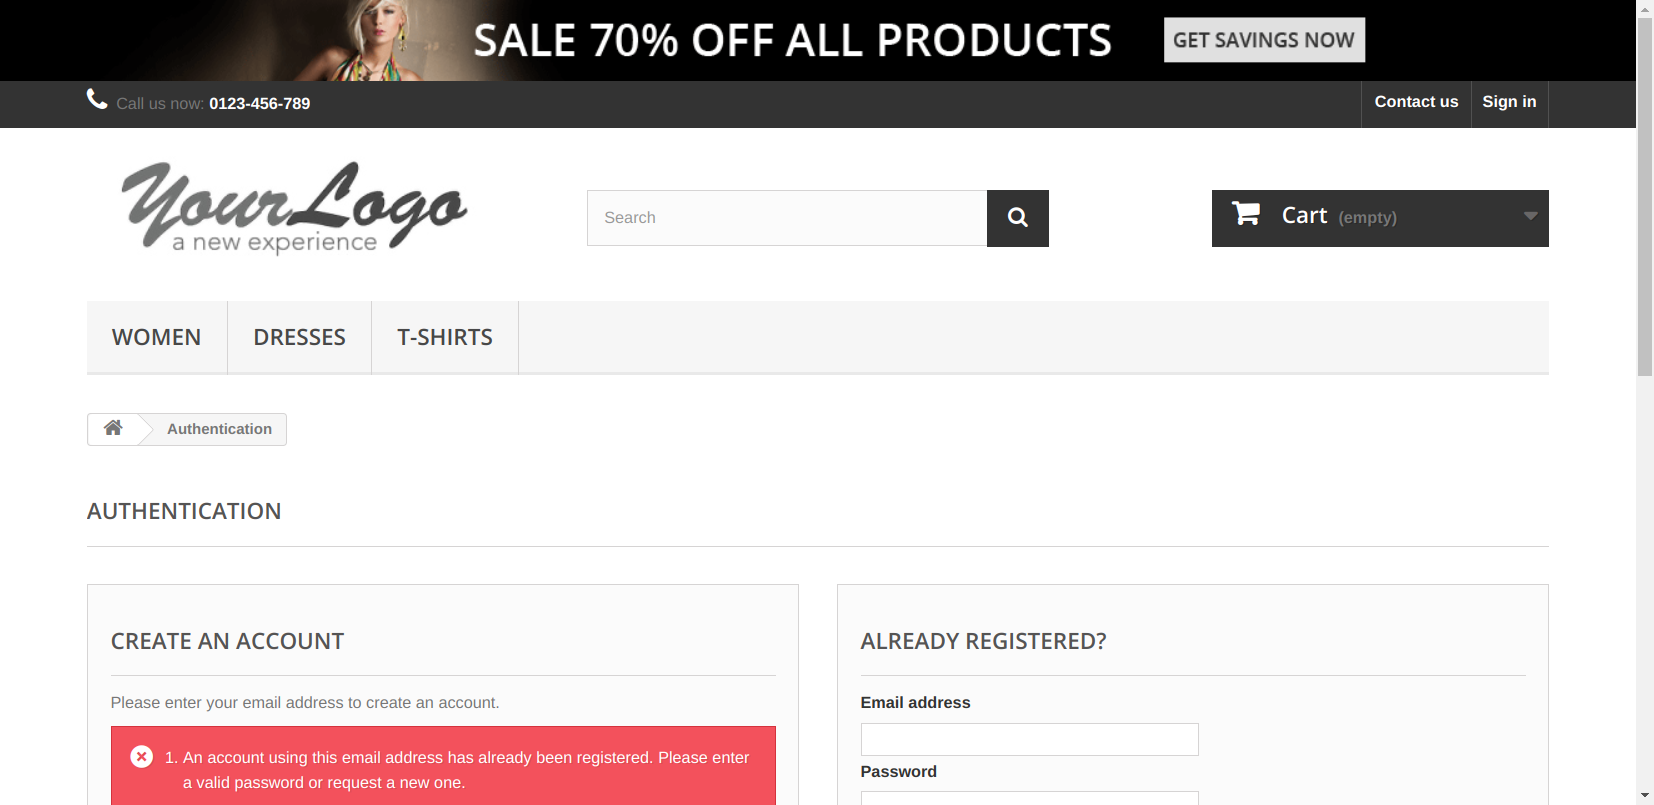 SALE 70% OFF ALL PRODUCTS
GET SAVINGS NOW
Call us now: 0123-456-789
Contact us
Sign in
YourLogo
a new experience
Search
Cart (empty)
WOMEN
DRESSES
T-SHIRTS
Authentication
AUTHENTICATION
CREATE AN ACCOUNT
Please enter your email address to create an account.
1. An account using this email address has already been registered. Please enter
a valid password or request a new one.
ALREADY REGISTERED?
Email address
Password